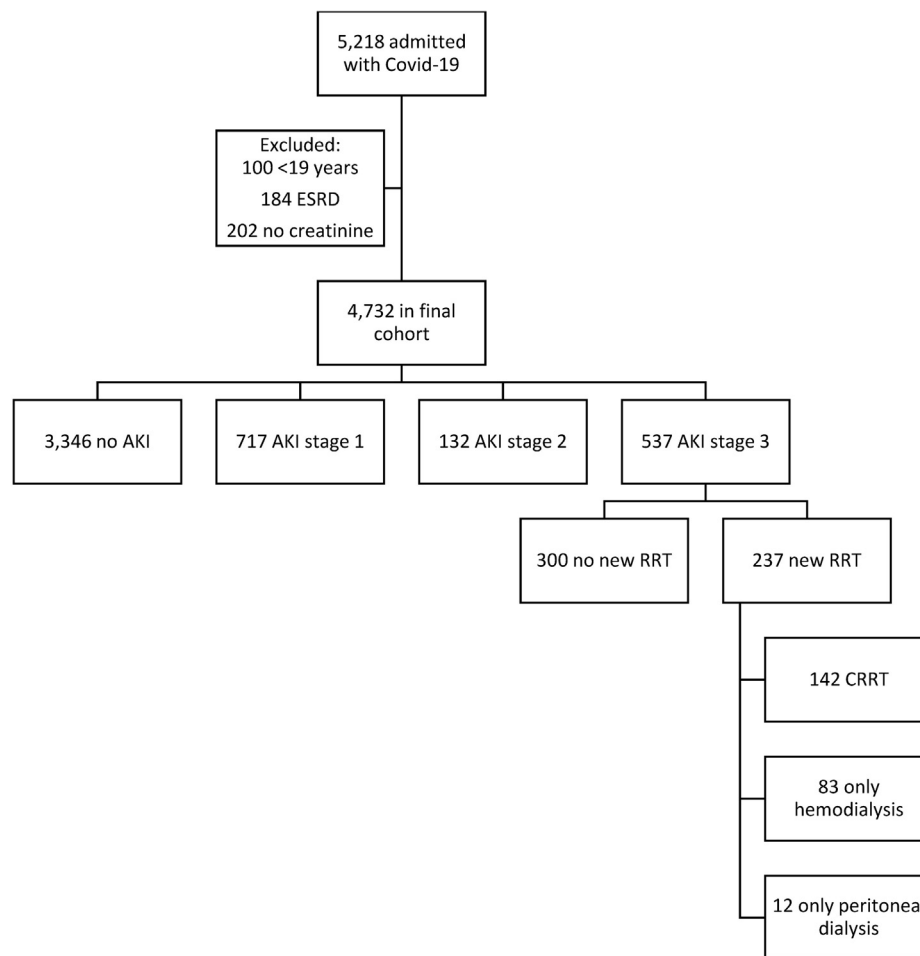 5,218 admitted
with Covid-19
Excluded:
100 <19 years
184 ESRD
202 no creatinine
4,732 in final
cohort
3,346 no AKI
717 AKI stage 1
132 AKI stage 2
537 AKI stage 3
300 no new RRT
237 new RRT
142 CRRT
83 only
hemodialysis
12 only peritonea
dialysis